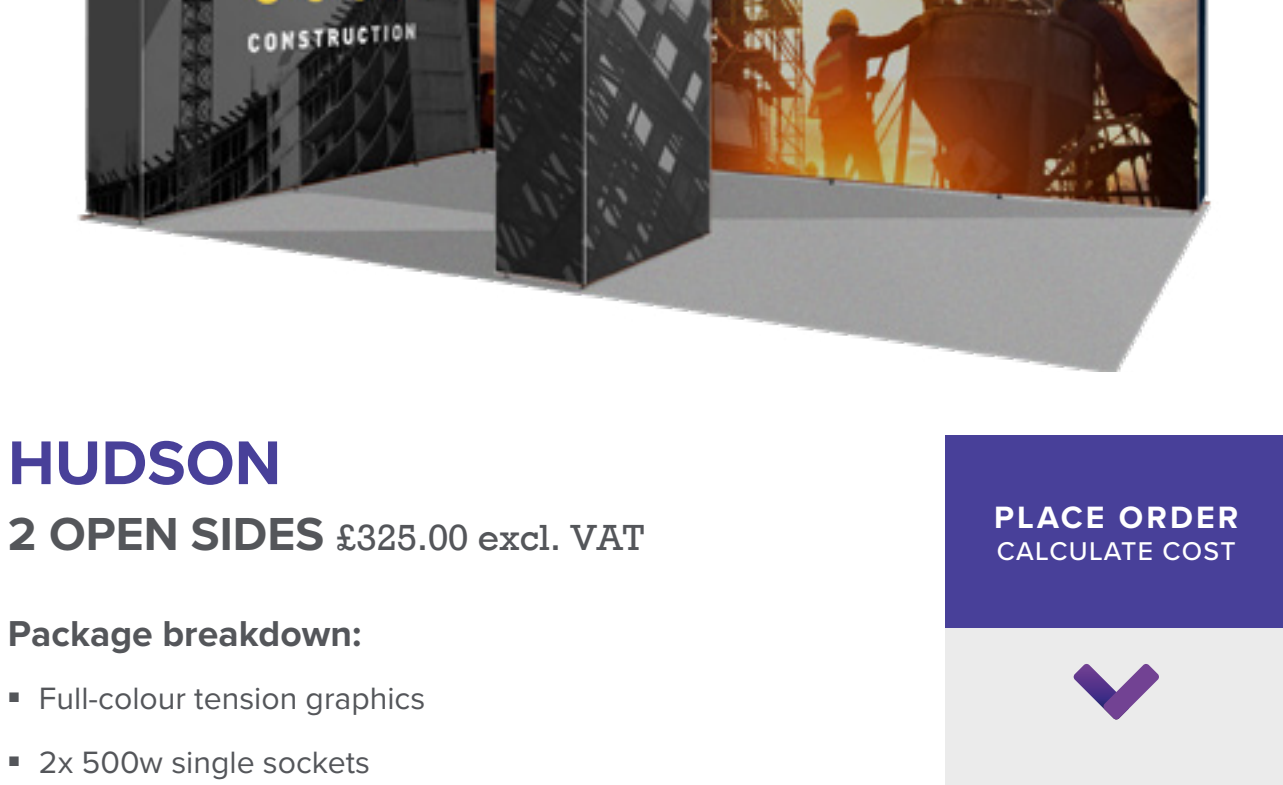 CONSTRUCTION
HUDSON
2 OPEN SIDES £325.00 excl. VAT
Package breakdown:
▪ Full-colour tension graphics
▪ 2x 500w single sockets
PLACE ORDER
CALCULATE COST